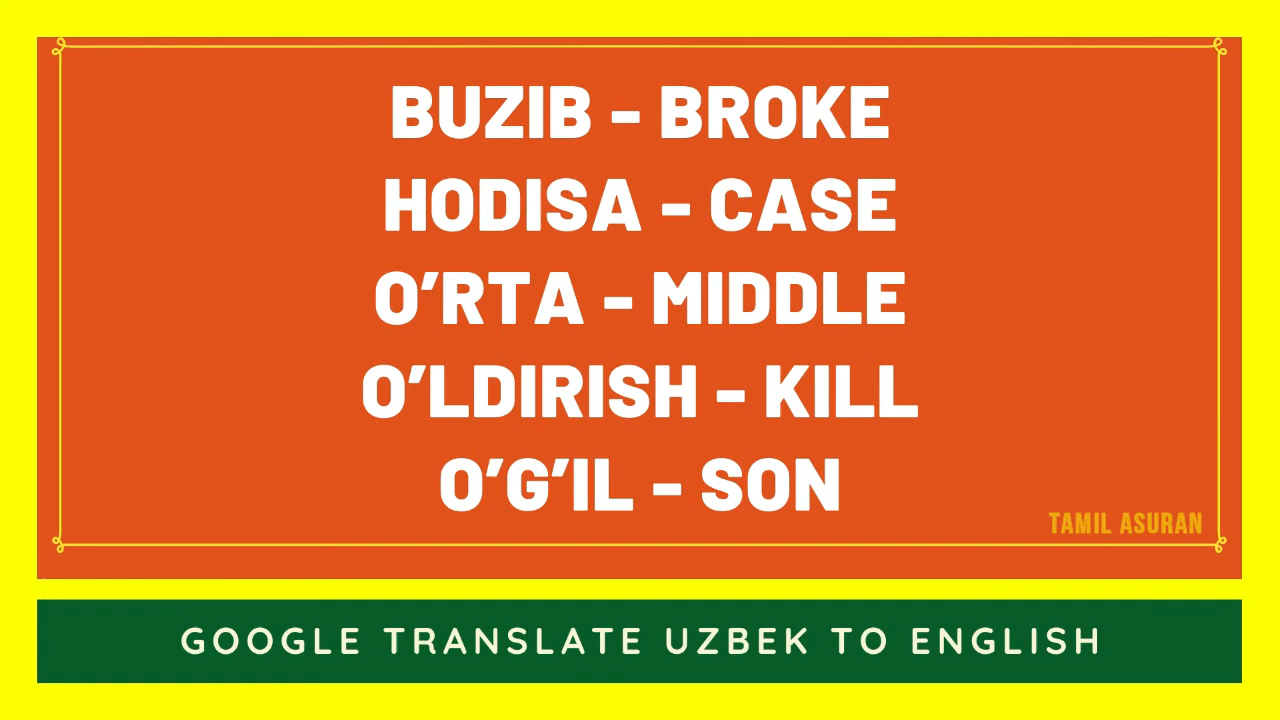 BUZIB – BROKE
HODISA – CASE
O’RTA – MIDDLE
O’LDIRISH – KILL
O’G’IL – SON
TAMIL ASURAN
GOOGLE TRANSLATE UZBEK TO ENGLISH